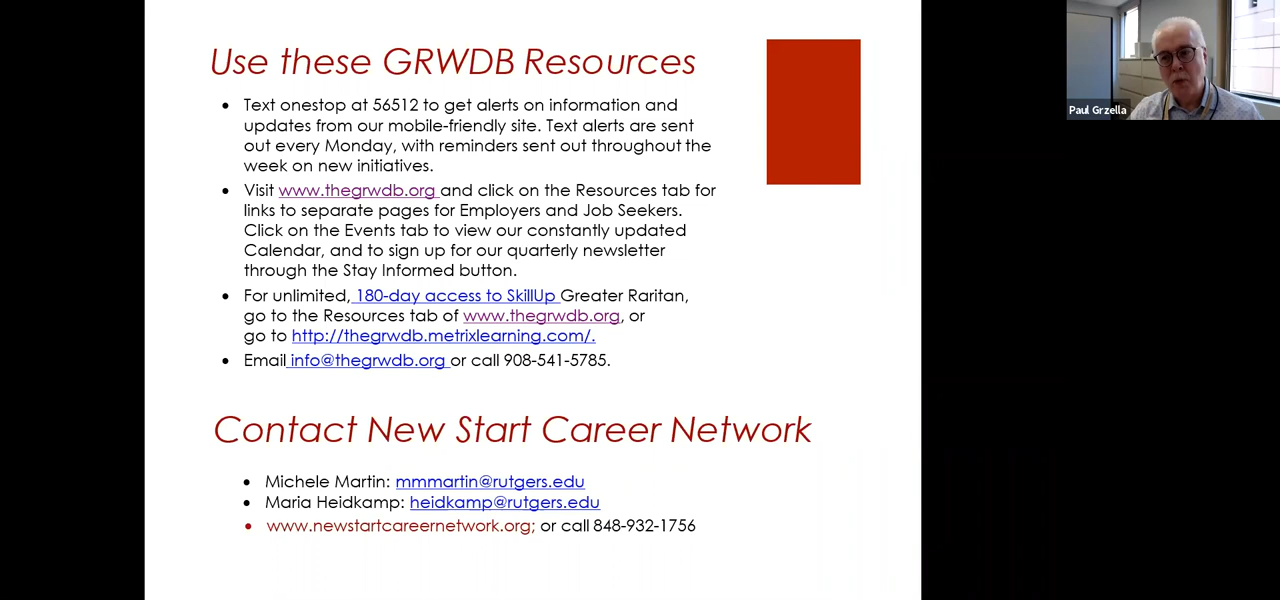 Use these GRWDB Resources
• Text onestop at 56512 to get alerts on information and
updates from our mobile-friendly site. Text alerts are sent
out every Monday, with reminders sent out throughout the
week on new initiatives.
• Visit www.thegrwdb.org and click on the Resources tab for
links to separate pages for Employers and Job Seekers.
Click on the Events tab to view our constantly updated
Calendar, and to sign up for our quarterly newsletter
through the Stay Informed button.
• For unlimited, 180-day access to SkillUp Greater Raritan,
go to the Resources tab of www.thegrwdb.org, or
go to http://thegrwdb.metrixlearning.com/.
• Email info@thegrwdb.org or call 908-541-5785.
Contact New Start Career Network
• Michele Martin: mmmartin@rutgers.edu
• Maria Heidkamp: heidkamp@rutgers.edu
• www.newstartcareernetwork.org; or call 848-932-1756
Paul Grzella